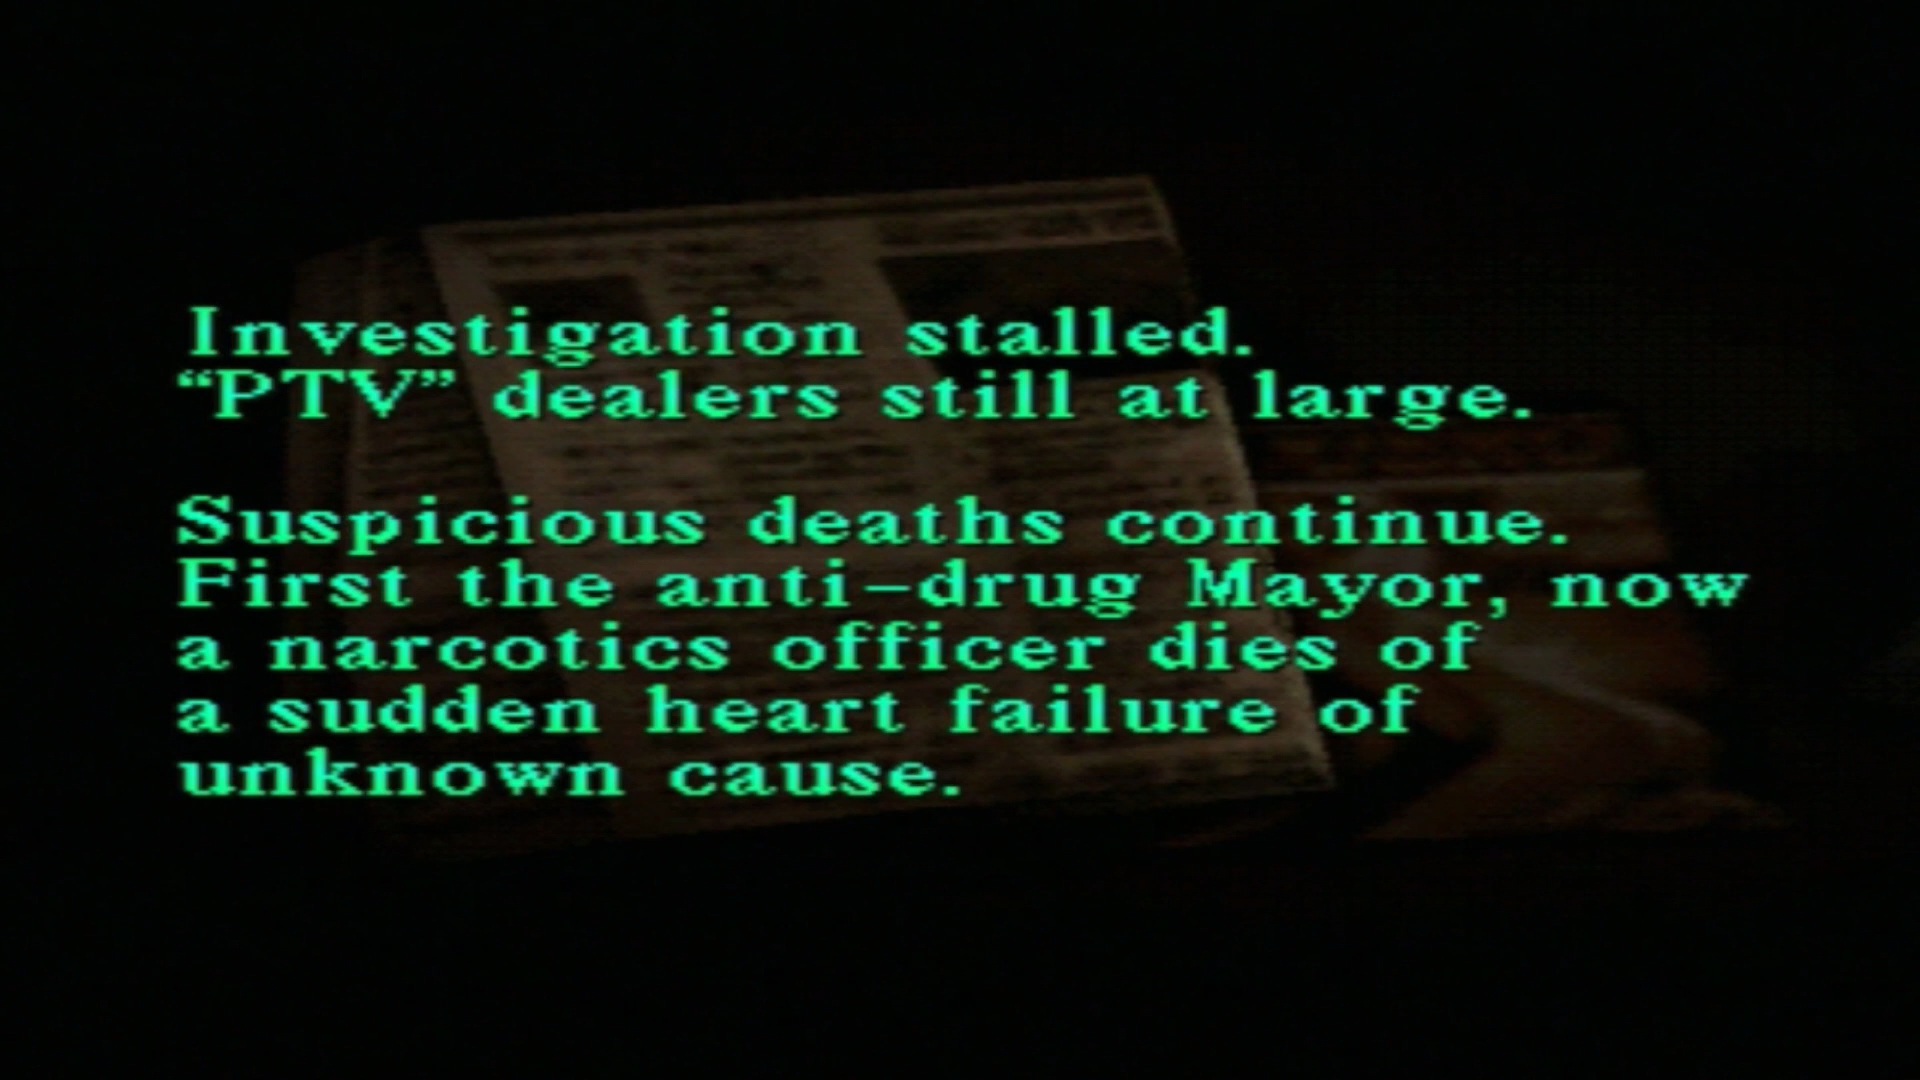 Investigation stalled.
“PTV” dealers still at large.
Suspicious deaths continue.
First the anti-drug Mayor, now
a narcotics officer dies of
a sudden heart failure of
unknown cause.